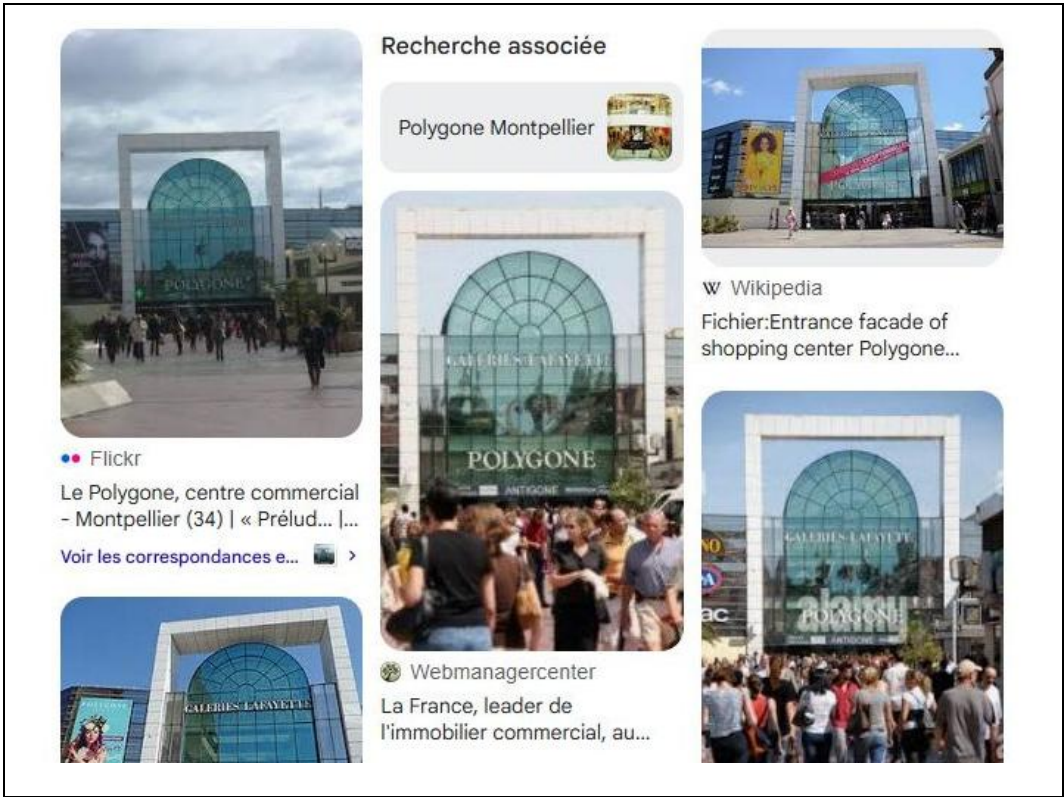 POLYGONE
Flickr
Le Polygone, centre commercial
- Montpellier (34) | « Prélud... |...
Voir les correspondances e...
GALERIES LAFAYETTE
Recherche associée
Polygone Montpellier
GALERIES LAFAYETTE
POLYGONE
ANTIGONE
Webmanagercenter
La France, leader de
l'immobilier commercial, au...
POLYGONE
W Wikipedia
Fichier:Entrance facade of
shopping center Polygone...
GALERIES LAFAYETTE
POLYGONE
ANTIGONE